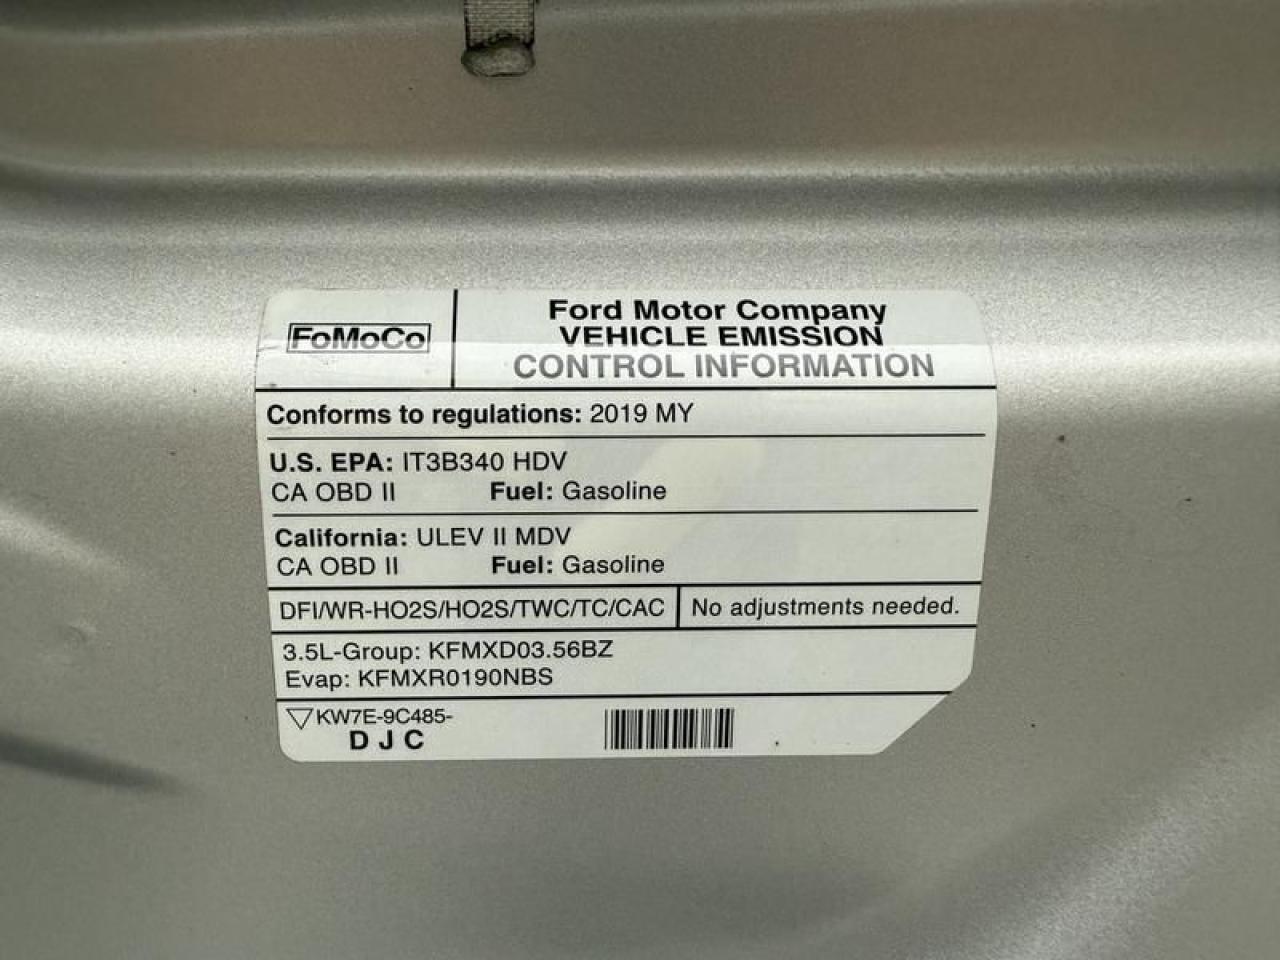 FoMoCo
Ford Motor Company
VEHICLE EMISSION
CONTROL INFORMATION
Conforms to regulations: 2019 MY
U.S. EPA: IT3B340 HDV
CA OBD II Fuel: Gasoline
California: ULEV II MDV
CA OBD II Fuel: Gasoline
DFI/WR-HO2S/HO2S/TWC/TC/CAC No adjustments needed.
3.5L-Group: KFMXD03.56BZ
Evap: KFMXR0190NBS
KW7E-9C485-
D J C